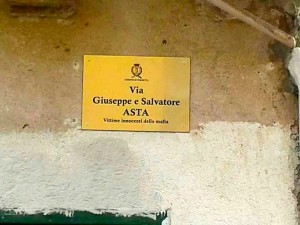 Via
Giuseppe e Salvatore
ASTA
Vittime innocenti della mafia